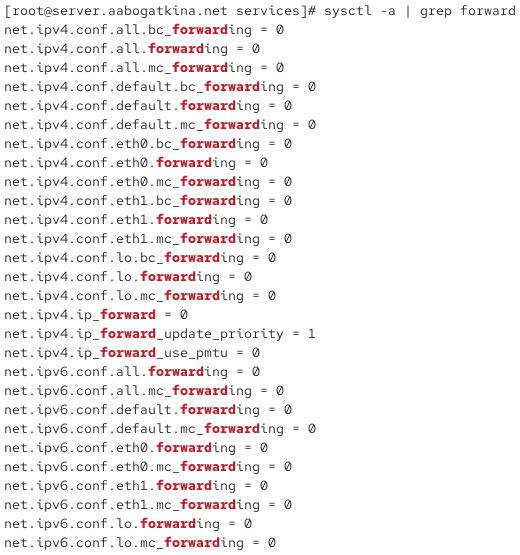 [root@server.aabogatkina.net services]# sysctl -a | grep forward
net.ipv4.conf.all.bc_forwarding = 0
net.ipv4.conf.all.forwarding = 0
net.ipv4.conf.all.mc_forwarding = 0
net.ipv4.conf.default.bc_forwarding = 0
net.ipv4.conf.default.forwarding = 0
net.ipv4.conf.default.mc_forwarding = 0
net.ipv4.conf.eth0.bc_forwarding = 0
net.ipv4.conf.eth0.forwarding = 0
net.ipv4.conf.eth0.mc_forwarding = 0
net.ipv4.conf.eth1.bc_forwarding = 0
net.ipv4.conf.eth1.forwarding = 0
net.ipv4.conf.eth1.mc_forwarding = 0
net.ipv4.conf.lo.bc_forwarding = 0
net.ipv4.conf.lo.forwarding = 0
net.ipv4.conf.lo.mc_forwarding = 0
net.ipv4.ip_forward = 0
net.ipv4.ip_forward_update_priority = 1
net.ipv4.ip_forward_use_pmtu = 0
net.ipv6.conf.all.forwarding = 0
net.ipv6.conf.all.mc_forwarding = 0
net.ipv6.conf.default.forwarding = 0
net.ipv6.conf.default.mc_forwarding = 0
net.ipv6.conf.eth0.forwarding = 0
net.ipv6.conf.eth0.mc_forwarding = 0
net.ipv6.conf.eth1.forwarding = 0
net.ipv6.conf.eth1.mc_forwarding = 0
net.ipv6.conf.lo.forwarding = 0
net.ipv6.conf.lo.mc_forwarding = 0